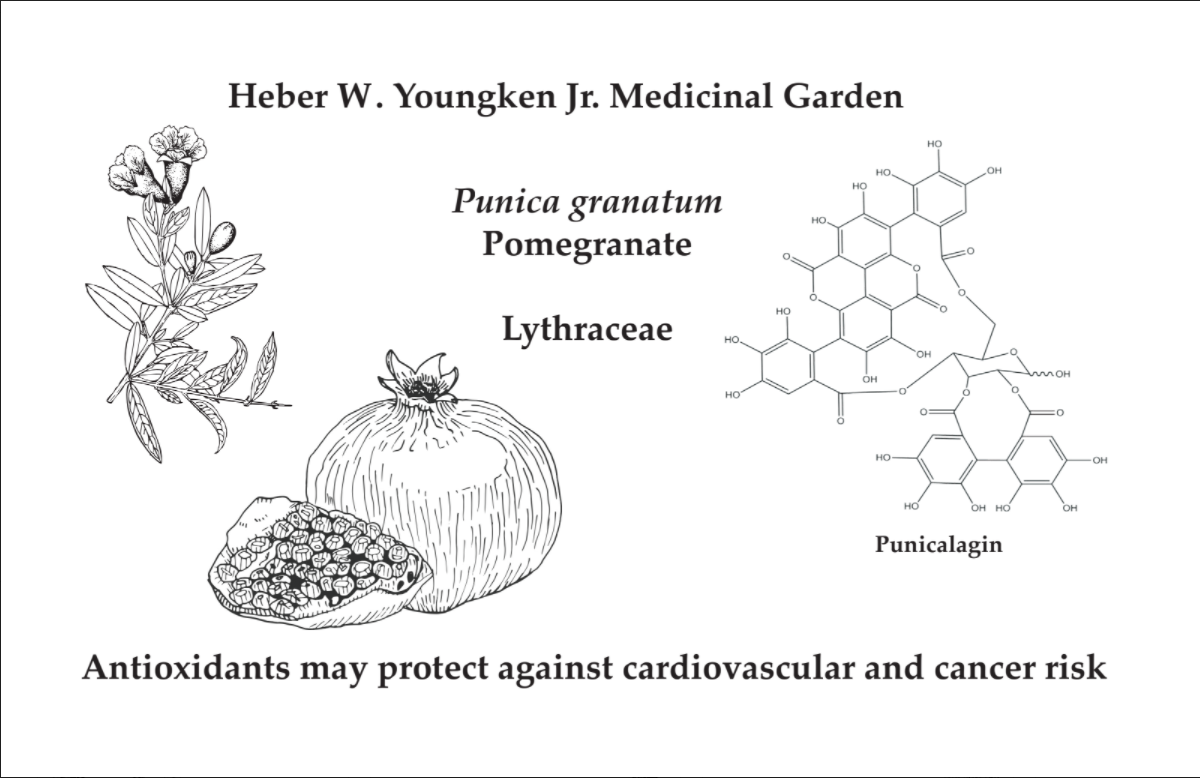 Heber W. Youngken Jr. Medicinal Garden
Punica granatum
Pomegranate
Lythraceae
HO
HO
OH
HO
HO
O
O
O
O
O
O
HO
HO
OH
O
OH
HO
OH
O
O
O
O
O
O
O
HO
OH
HO
OH
HO
OH
Punicalagin
Antioxidants may protect against cardiovascular and cancer risk